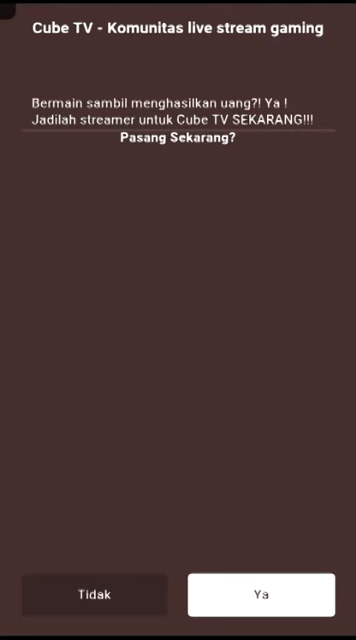 Cube TV - Komunitas live stream gaming
Bermain sambil menghasilkan uang?! Ya !
Jadilah streamer untuk Cube TV SEKARANG!!!
Pasang Sekarang?
Tidak
Ya